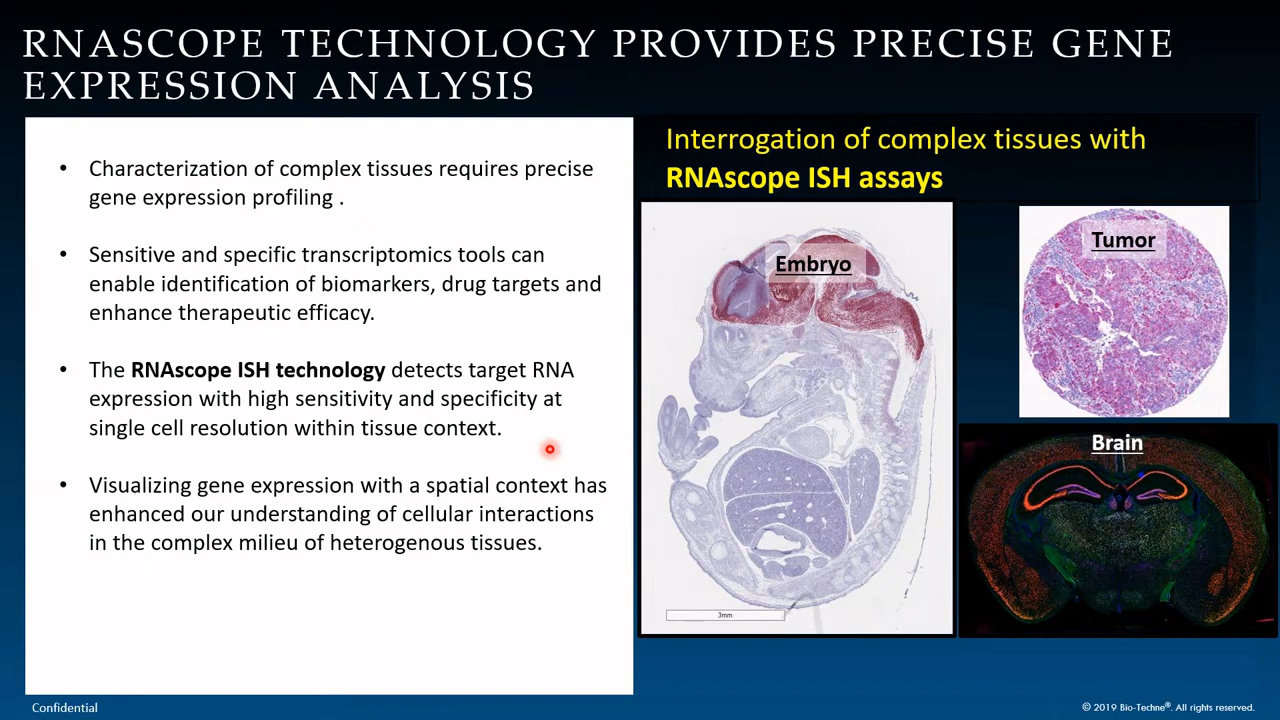 RNASCOPE TECHNOLOGY PROVIDES PRECISE GENE
EXPRESSION ANALYSIS
• Characterization of complex tissues requires precise
gene expression profiling .
• Sensitive and specific transcriptomics tools can
enable identification of biomarkers, drug targets and
enhance therapeutic efficacy.
• The RNAscope ISH technology detects target RNA
expression with high sensitivity and specificity at
single cell resolution within tissue context.
• Visualizing gene expression with a spatial context has
enhanced our understanding of cellular interactions
in the complex milieu of heterogenous tissues.
Interrogation of complex tissues with
RNAscope ISH assays
Embryo
Tumor
Brain
3mm
Confidential
© 2019 Bio-Techne®. All rights reserved.